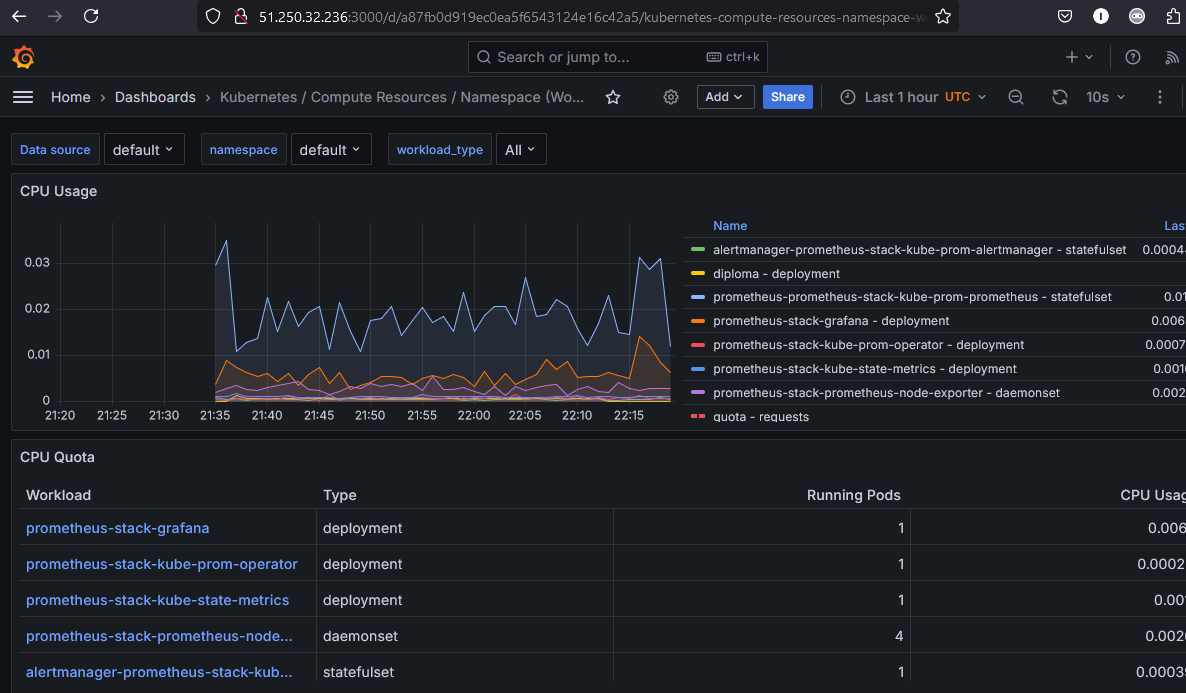 51.250.32.236:3000/d/a87fb0d919ec0ea5f6543124e16c42a5/kubernetes-compute-resources-namespace-w
Search or jump to... ctrl+k
Home › Dashboards › Kubernetes / Compute Resources / Namespace (Wo... Add Share Last 1 hour UTC 10s
Data source default namespace default workload_type All
CPU Usage
Name Las
0.03
0.02
0.01
0
21:20 21:25 21:30 21:35 21:40 21:45 21:50 21:55 22:00 22:05 22:10 22:15
alertmanager-prometheus-stack-kube-prom-alertmanager - statefulset 0.0004
diploma - deployment
prometheus-prometheus-stack-kube-prom-prometheus - statefulset 0.01
prometheus-stack-grafana - deployment 0.006
prometheus-stack-kube-prom-operator - deployment 0.0007
prometheus-stack-kube-state-metrics - deployment 0.001
prometheus-stack-prometheus-node-exporter - daemonset 0.002
quota - requests
CPU Quota
Workload Type Running Pods CPU Usag
prometheus-stack-grafana deployment 1 0.006
prometheus-stack-kube-prom-operator deployment 1 0.0002
prometheus-stack-kube-state-metrics deployment 1 0.00
prometheus-stack-prometheus-node... daemonset 4 0.002
alertmanager-prometheus-stack-kub... statefulset 1 0.0003